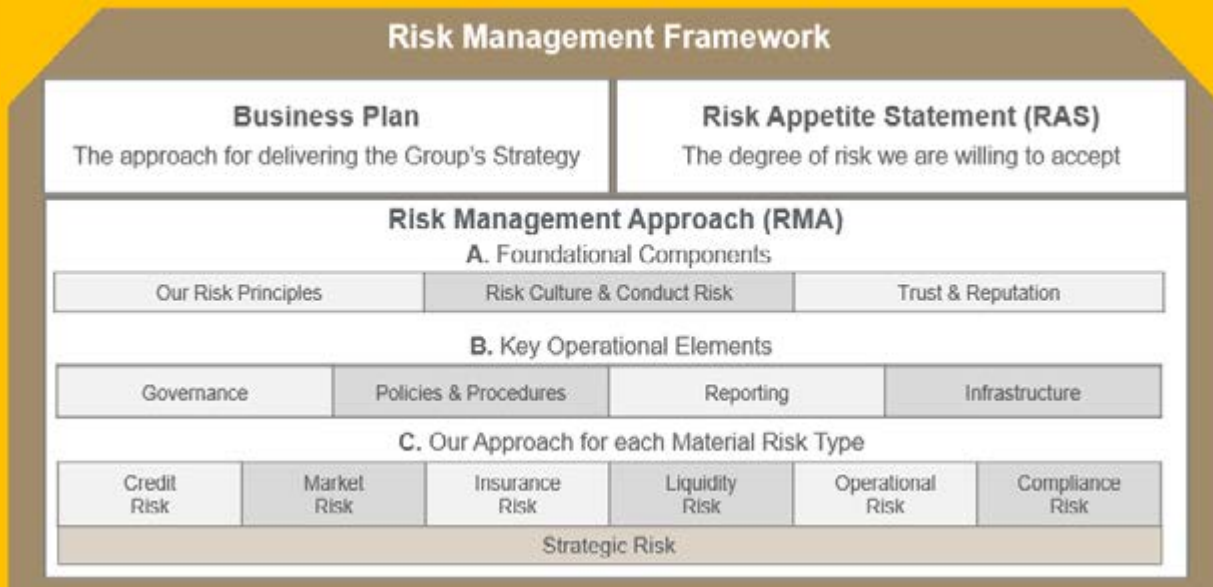 Risk Management Framework
Business Plan
The approach for delivering the Group's Strategy
Risk Appetite Statement (RAS)
The degree of risk we are willing to accept
Risk Management Approach (RMA)
A. Foundational Components
Our Risk Principles
Risk Culture & Conduct Risk
Trust & Reputation
B. Key Operational Elements
Governance
Policies & Procedures
Reporting
Infrastructure
C. Our Approach for each Material Risk Type
Credit
Risk
Market
Risk
Insurance
Risk
Liquidity
Risk
Operational
Risk
Compliance
Risk
Strategic Risk